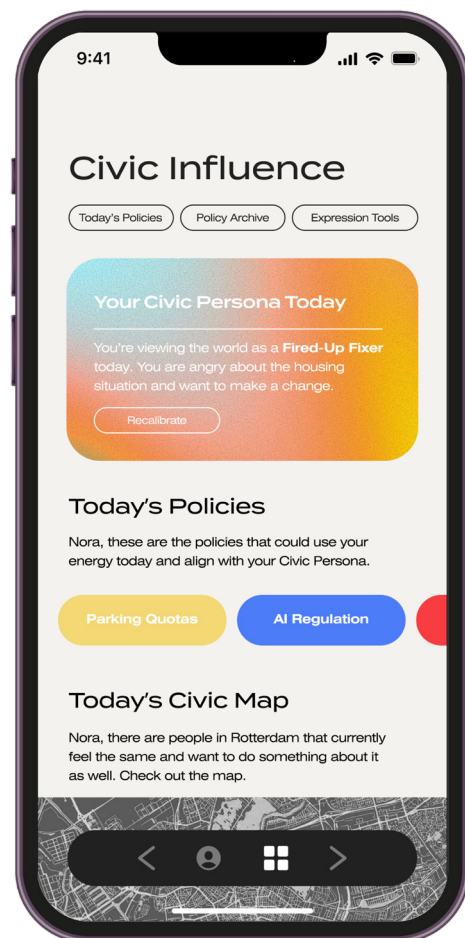 9:41
Civic Influence
Today's Policies Policy Archive Expression Tools
Your Civic Persona Today
You're viewing the world as a Fired-Up Fixer
today. You are angry about the housing
situation and want to make a change.
Recalibrate
Today's Policies
Nora, these are the policies that could use your
energy today and align with your Civic Persona.
Parking Quotas AI Regulation
Today's Civic Map
Nora, there are people in Rotterdam that currently
feel the same and want to do something about it
as well. Check out the map.